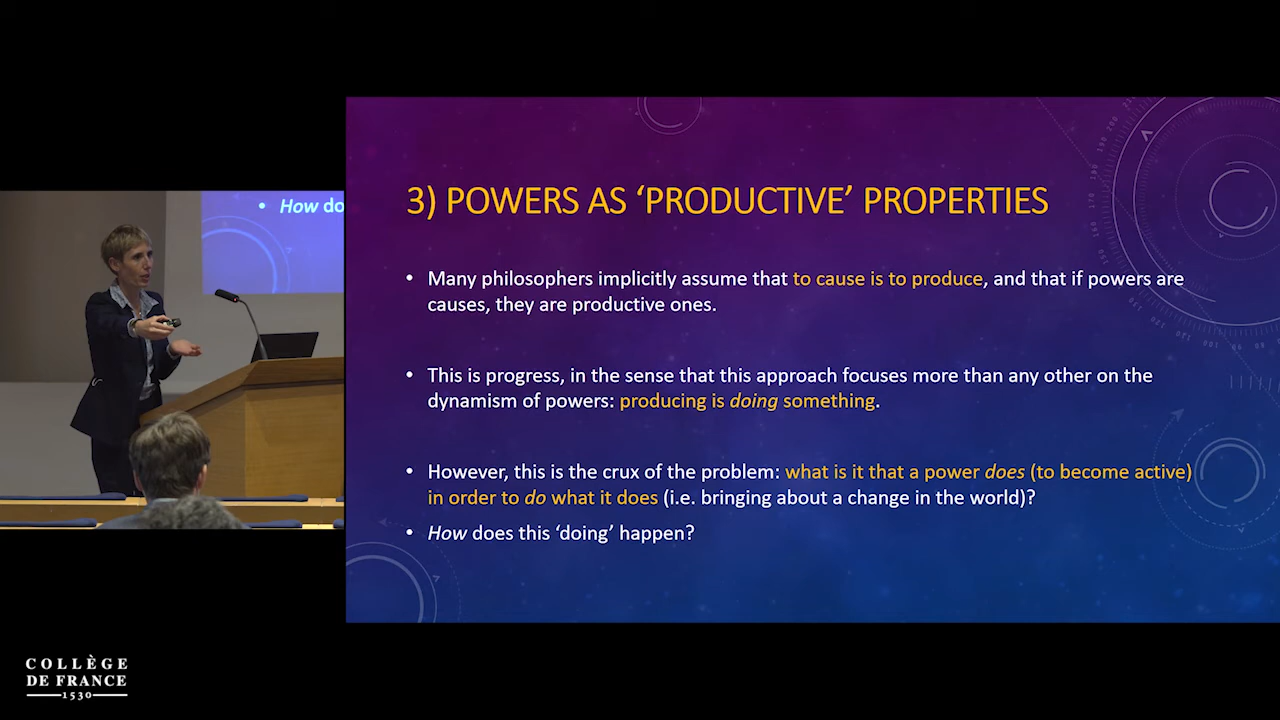 • How do
3) POWERS AS ‘PRODUCTIVE’ PROPERTIES
• Many philosophers implicitly assume that to cause is to produce, and that if powers are
causes, they are productive ones.
• This is progress, in the sense that this approach focuses more than any other on the
dynamism of powers: producing is doing something.
• However, this is the crux of the problem: what is it that a power does (to become active)
in order to do what it does (i.e. bringing about a change in the world)?
• How does this ‘doing’ happen?
COLLÈGE
DE FRANCE
1530